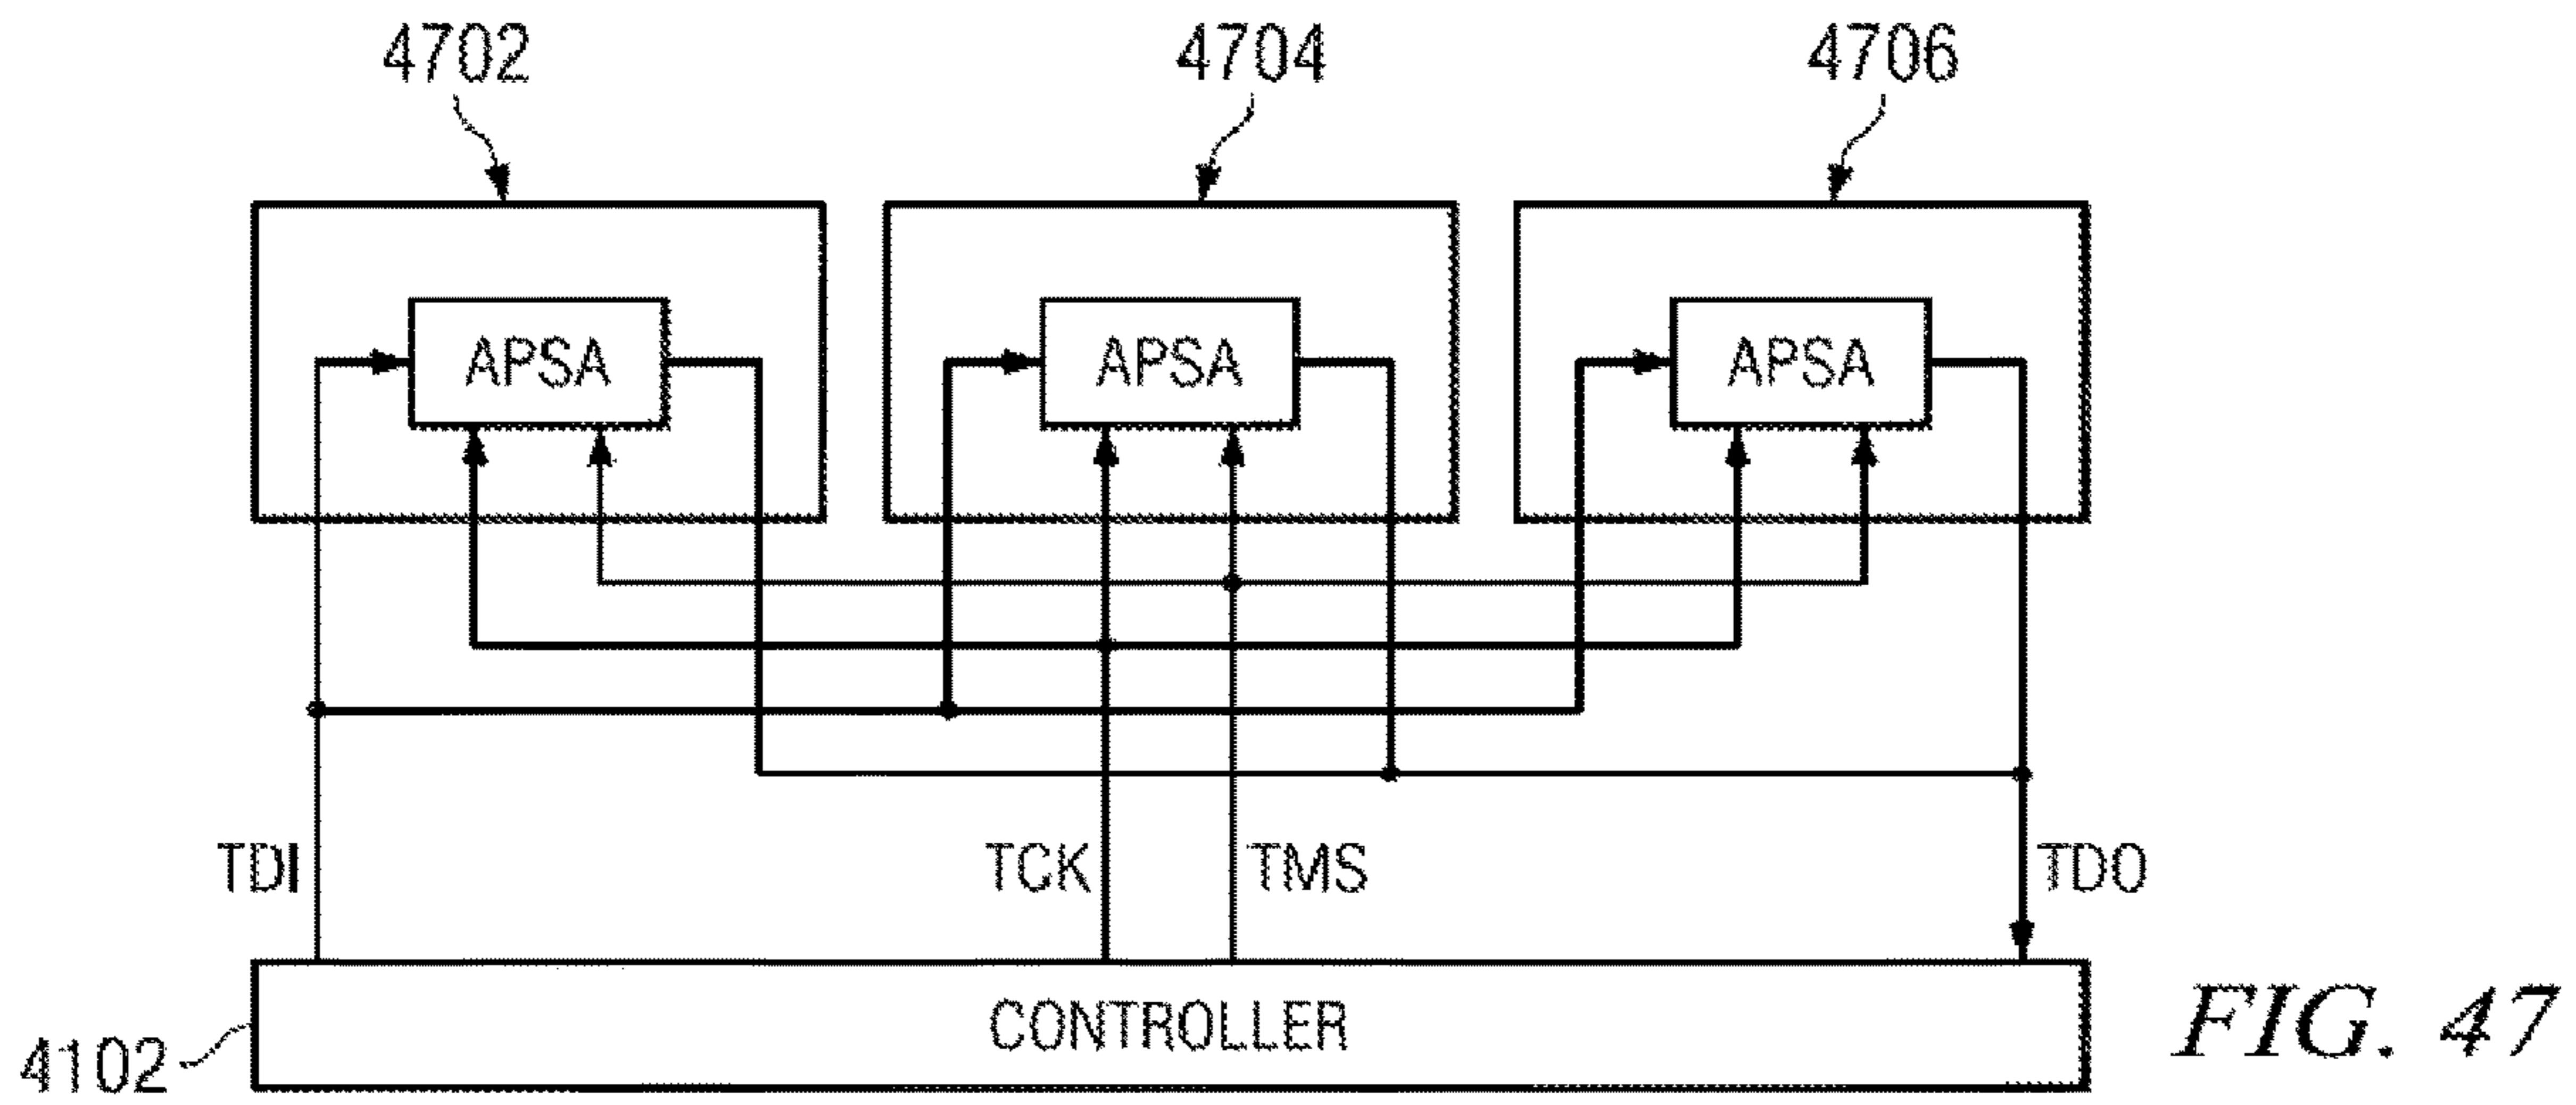 4702
4704
4706
APSA
APSA
APSA
TDI
TCK
TMS
TDO
CONTROLLER
4102
FIG. 47